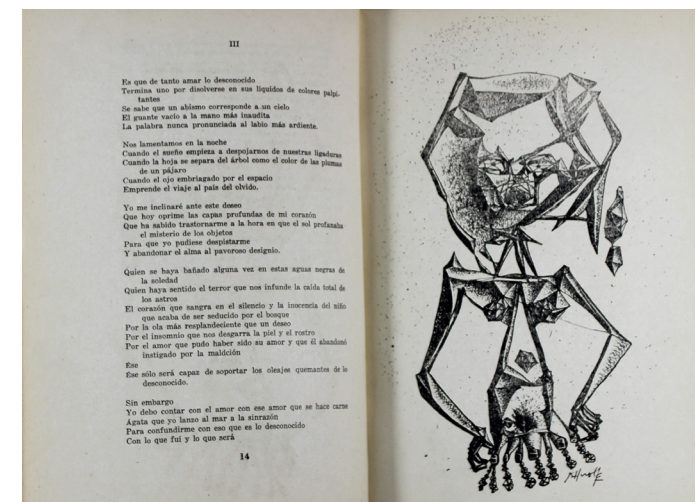 III
Es que de tanto amar lo desconocido
Termina uno por disolverse en sus líquidos de colores palpi-
tantes
Se sabe que un abismo corresponde a un cielo
El guante vacío a la mano más inaudita
La palabra nunca pronunciada al labio más ardiente.
Nos lamentamos en la noche
Cuando el sueño empieza a despojarnos de nuestras ligaduras
Cuando la hoja se separa del árbol como el color de las plumas
de un pájaro
Cuando el ojo embriagado por el espacio
Emprende el viaje al país del olvido.
Yo me inclinaré ante este deseo
Que hoy oprime las capas profundas de mi corazón
Que ha sabido trastornarme a la hora en que el sol profanaba
el misterio de los objetos
Para que yo pudiese despistarme
Y abandonar el alma al pavoroso designio.
Quien se haya bañado alguna vez en estas aguas negras de
la soledad
Quien haya sentido el terror que nos infunde la caída total de
los astros
El corazón que sangra en el silencio y la inocencia del niño
que acaba de ser seducido por el bosque
Por la ola más resplandeciente que un deseo
Por el insomnio que nos desgarra la piel y el rostro
Por el amor que pudo haber sido su amor y que él abandonó
instigado por la maldción
Ése
Ése sólo será capaz de soportar los oleajes quemantes de lo
desconocido.
Sin embargo
Yo debo contar con el amor con ese amor que se hace carne
Ágata que yo lanzo al mar a la sinrazón
Para confundirme con eso que es lo desconocido
Con lo que fuí y lo que será
14